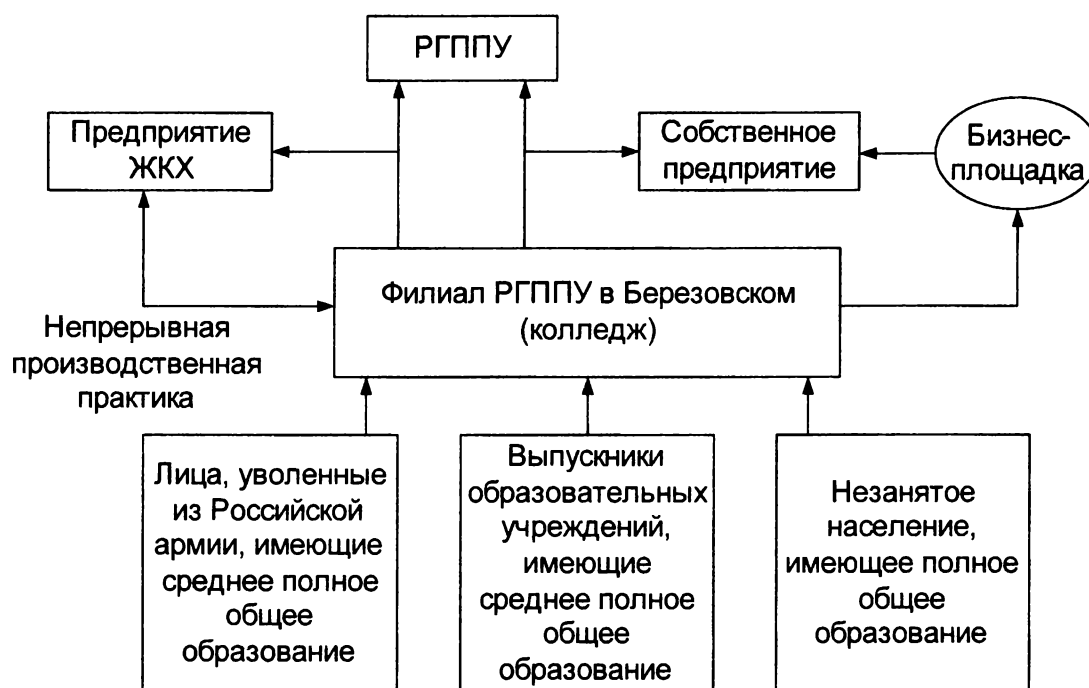 РГППУ
Предприятие
ЖКХ
Собственное
предприятие
Бизнес-
площадка
Филиал РГППУ в Березовском
(колледж)
Непрерывная
производственная
практика
Лица, уволенные
из Российской
армии, имеющие
среднее полное
общее
образование
Выпускники
образовательных
учреждений,
имеющие
среднее полное
общее
образование
Незанятое
население,
имеющее полное
общее
образование